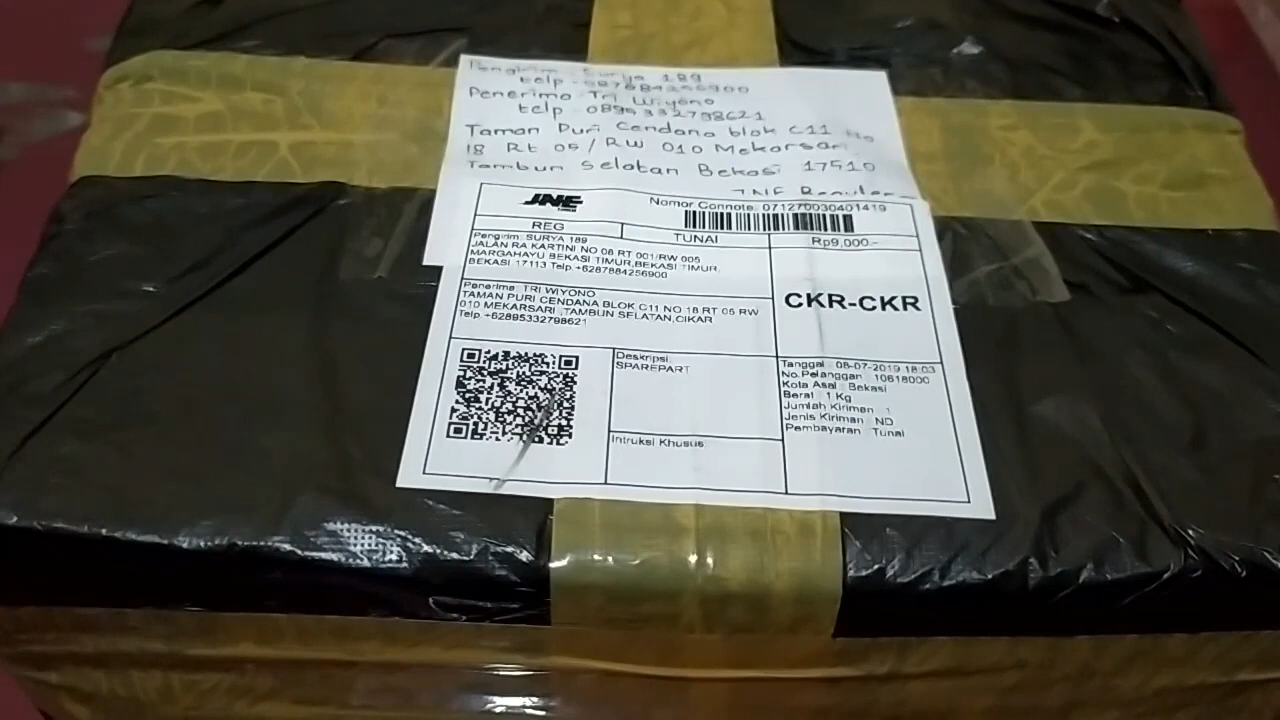 Pengirim Surya 189
telp. 087884256900
Penerima Tri Wiyono
telp 0895332798621
Taman Puri Cendana blok C11 No
18 Rt 05/RW 010 Mekarsari
Tambun Selatan Bekasi 17510
JNE Reguler
JNE
Nomor Connote: 071270030401419
REG
TUNAI
Rp9,000.-
Pengirim: SURYA 189
JALAN RA KARTINI NO 08 RT 001/RW 005
MARGAHAYU BEKASI TIMUR,BEKASI TIMUR,
BEKASI 17113 Telp.+6287884256900
Penerima: TRI WIYONO
TAMAN PURI CENDANA BLOK C11 NO 18 RT 05 RW
010 MEKARSARI ,TAMBUN SELATAN,CIKAR
Telp.+62895332798621
CKR-CKR
Deskripsi:
SPAREPART
Intruksi Khusus:
Tanggal : 08-07-2019 18:03
No.Pelanggan : 10618000
Kota Asal : Bekasi
Berat : 1 Kg
Jumlah Kiriman : 1
Jenis Kiriman : ND
Pembayaran : Tunai